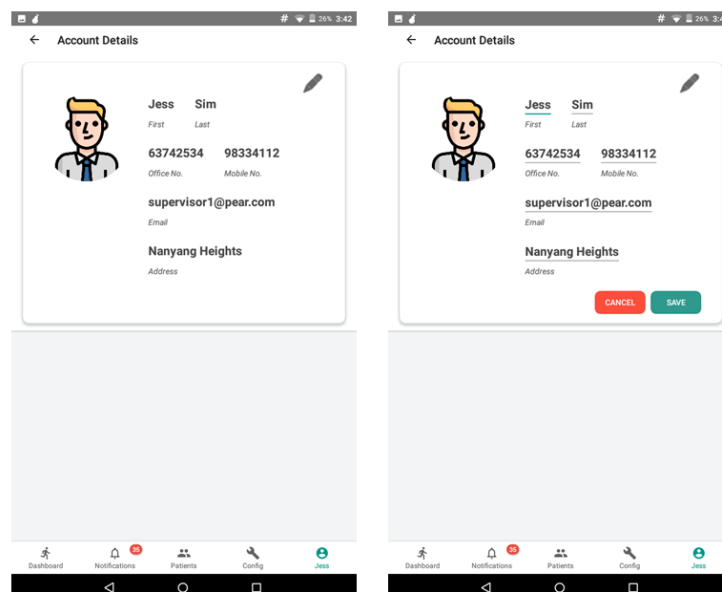 # 26% 3:42
Account Details
Jess Sim
First Last
63742534 98334112
Office No. Mobile No.
supervisor1@pear.com
Email
Nanyang Heights
Address
35
Dashboard Notifications Patients Config Jess
# 26%
Account Details
Jess Sim
First Last
63742534 98334112
Office No. Mobile No.
supervisor1@pear.com
Email
Nanyang Heights
Address
CANCEL SAVE
35
Dashboard Notifications Patients Config Jess